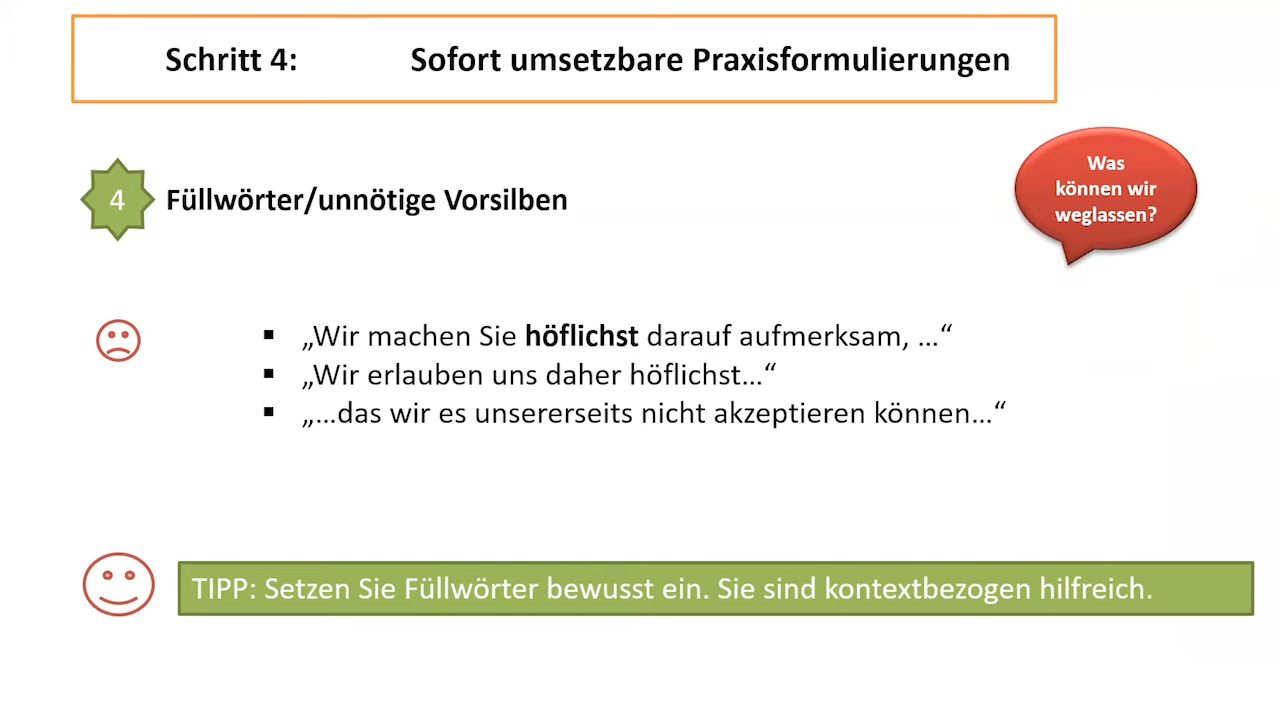 Schritt 4: Sofort umsetzbare Praxisformulierungen
Was
können wir
weglassen?
4 Füllwörter/unnötige Vorsilben
▪ „Wir machen Sie höflichst darauf aufmerksam, …“
▪ „Wir erlauben uns daher höflichst…“
▪ „…das wir es unsererseits nicht akzeptieren können…“
TIPP: Setzen Sie Füllwörter bewusst ein. Sie sind kontextbezogen hilfreich.